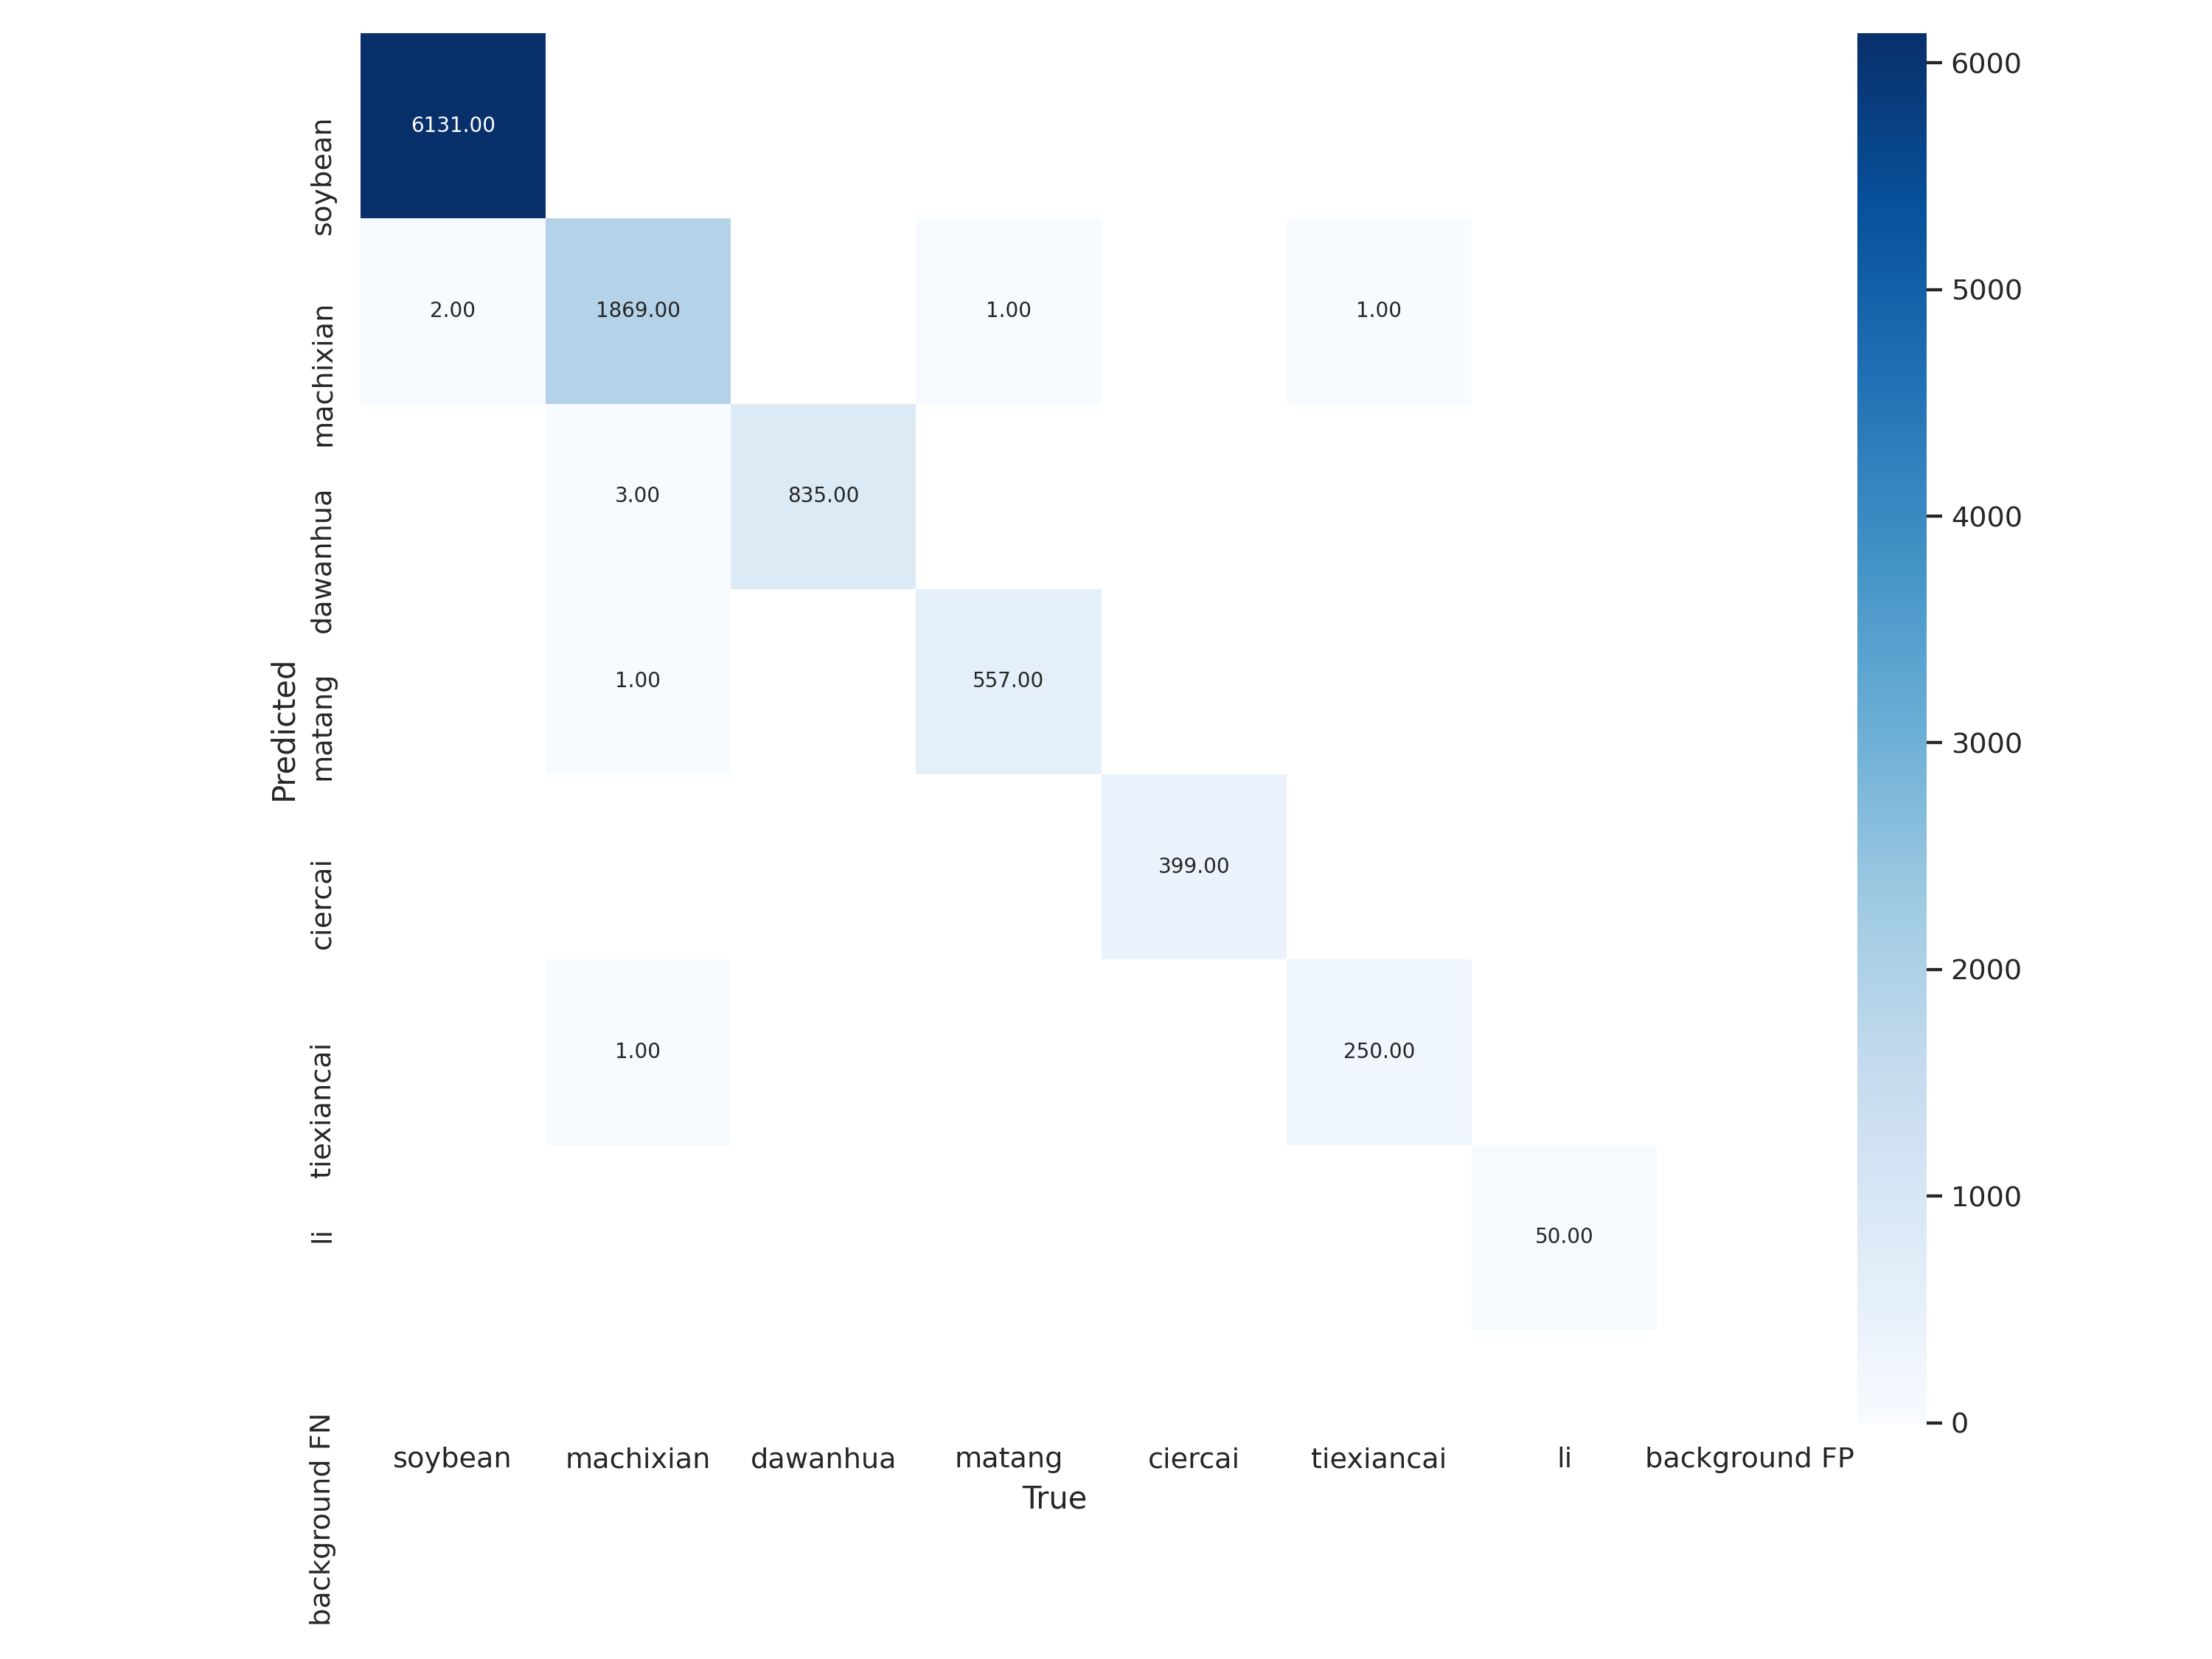 6131.00
2.00 1869.00 1.00 1.00
3.00 835.00
1.00 557.00
399.00
1.00 250.00
50.00
Predicted
soybean
machixian
dawanhua
matang
ciercai
tiexiancai
li
background FN
soybean machixian dawanhua matang ciercai tiexiancai li background FP
True
6000
5000
4000
3000
2000
1000
0